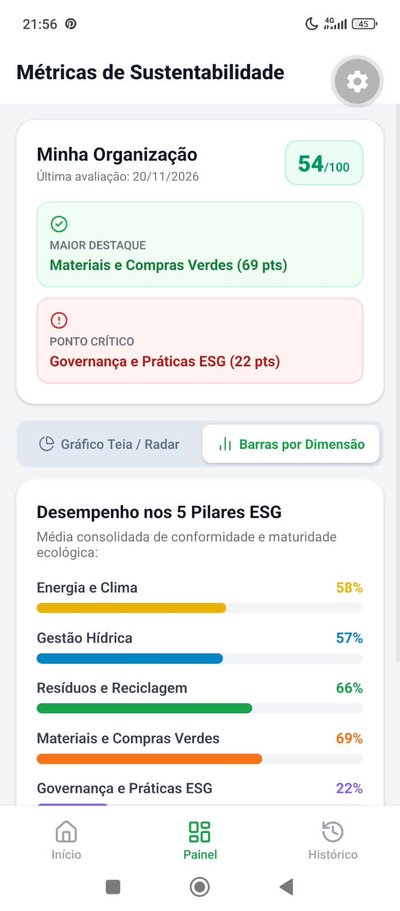 21:56
4G
45
Métricas de Sustentabilidade
Minha Organização
Última avaliação: 20/11/2026
54/100
MAIOR DESTAQUE
Materiais e Compras Verdes (69 pts)
PONTO CRÍTICO
Governança e Práticas ESG (22 pts)
Gráfico Teia / Radar
Barras por Dimensão
Desempenho nos 5 Pilares ESG
Média consolidada de conformidade e maturidade
ecológica:
Energia e Clima 58%
Gestão Hídrica 57%
Resíduos e Reciclagem 66%
Materiais e Compras Verdes 69%
Governança e Práticas ESG 22%
Início
Painel
Histórico